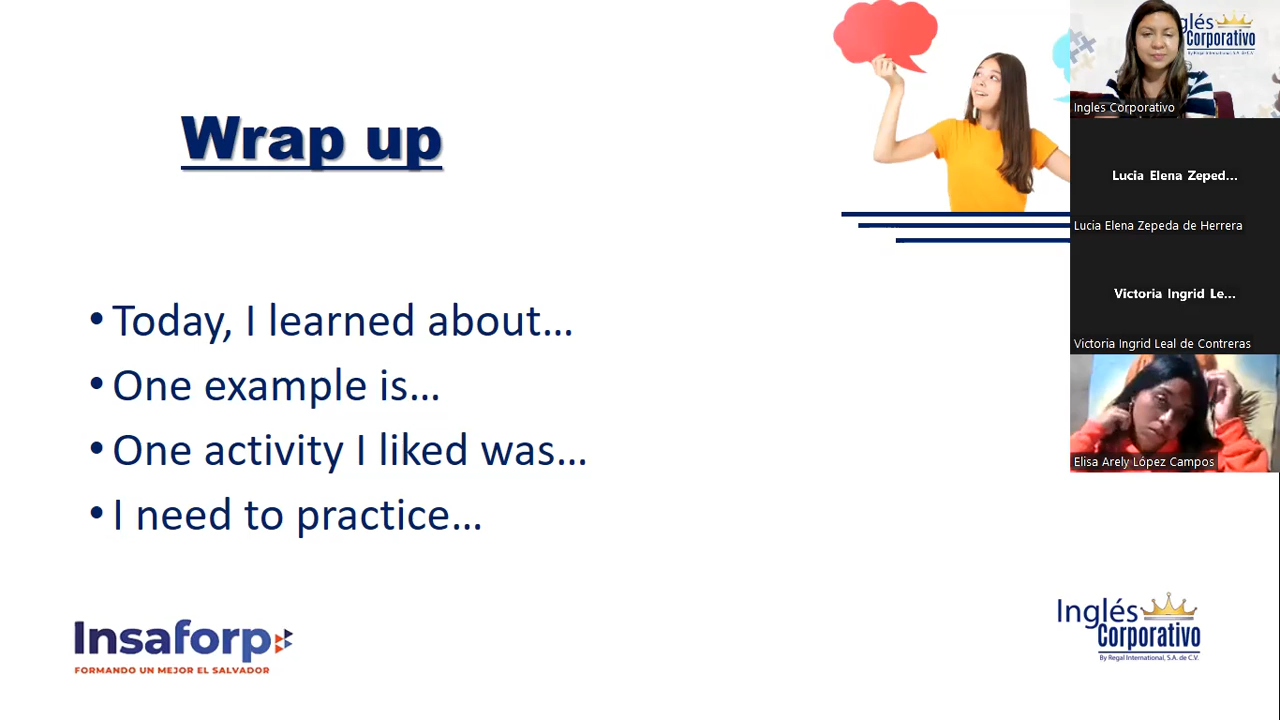 Wrap up
• Today, I learned about...
• One example is...
• One activity I liked was...
• I need to practice...
Insaforp
FORMANDO UN MEJOR EL SALVADOR
Inglés
Corporativo
By Regal International, S.A. de C.V.
glés
Corporativo
Ingles Corporativo
Lucia Elena Zeped...
Lucia Elena Zepeda de Herrera
Victoria Ingrid Le...
Victoria Ingrid Leal de Contreras
Elisa Arely López Campos